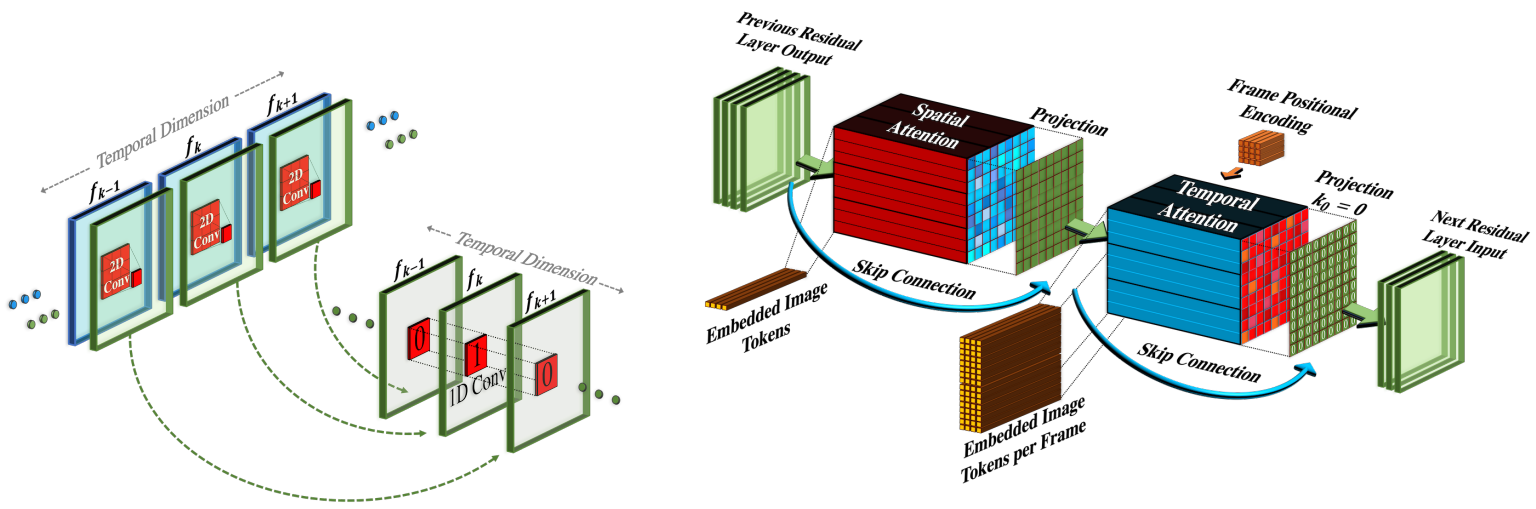 Temporal Dimension
f_{k-1}
f_k
f_{k+1}
2D
Conv
2D
Conv
2D
Conv
Temporal Dimension
f_{k-1}
f_k
f_{k+1}
0
1
0
1D Conv
Previous Residual
Layer Output
Spatial
Attention
Projection
Embedded Image
Tokens
Skip Connection
Frame Positional
Encoding
Temporal
Attention
Projection
k_0 = 0
Embedded Image
Tokens per Frame
Skip Connection
Next Residual
Layer Input